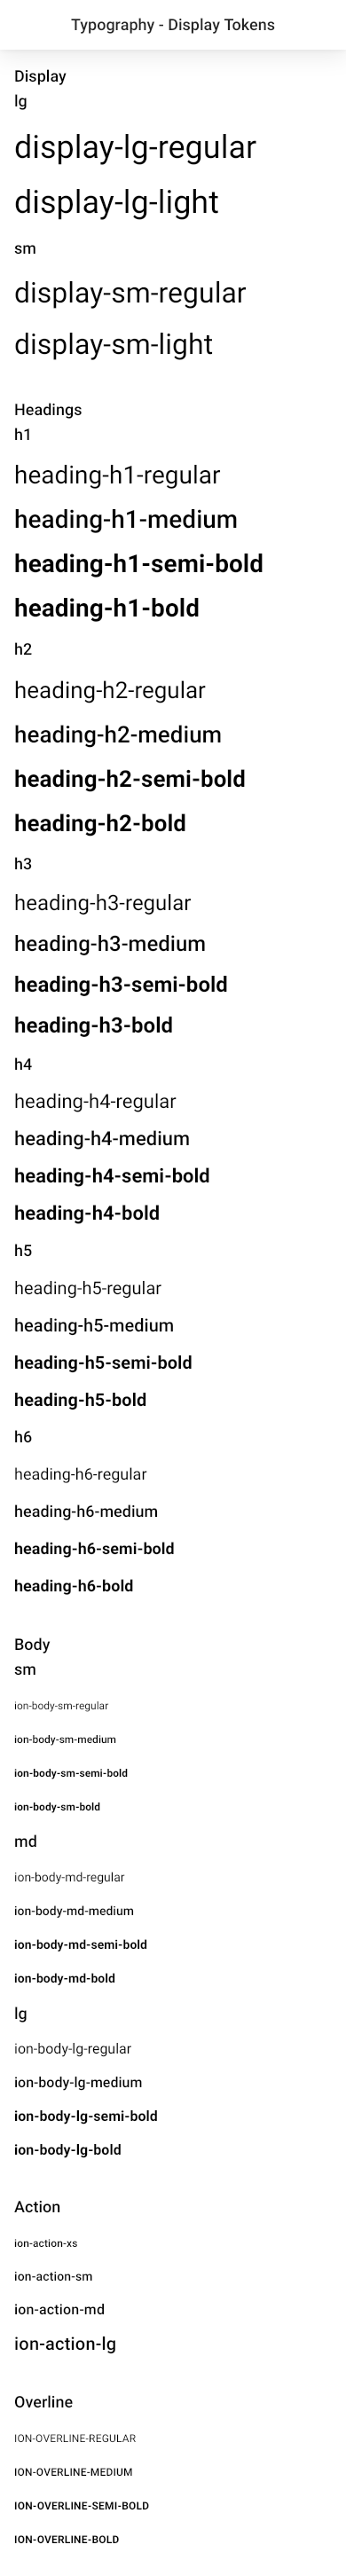 Typography - Display Tokens
Display
lg
display-lg-regular
display-lg-light
sm
display-sm-regular
display-sm-light
Headings
h1
heading-h1-regular
heading-h1-medium
heading-h1-semi-bold
heading-h1-bold
h2
heading-h2-regular
heading-h2-medium
heading-h2-semi-bold
heading-h2-bold
h3
heading-h3-regular
heading-h3-medium
heading-h3-semi-bold
heading-h3-bold
h4
heading-h4-regular
heading-h4-medium
heading-h4-semi-bold
heading-h4-bold
h5
heading-h5-regular
heading-h5-medium
heading-h5-semi-bold
heading-h5-bold
h6
heading-h6-regular
heading-h6-medium
heading-h6-semi-bold
heading-h6-bold
Body
sm
ion-body-sm-regular
ion-body-sm-medium
ion-body-sm-semi-bold
ion-body-sm-bold
md
ion-body-md-regular
ion-body-md-medium
ion-body-md-semi-bold
ion-body-md-bold
lg
ion-body-lg-regular
ion-body-lg-medium
ion-body-lg-semi-bold
ion-body-lg-bold
Action
ion-action-xs
ion-action-sm
ion-action-md
ion-action-lg
Overline
ION-OVERLINE-REGULAR
ION-OVERLINE-MEDIUM
ION-OVERLINE-SEMI-BOLD
ION-OVERLINE-BOLD